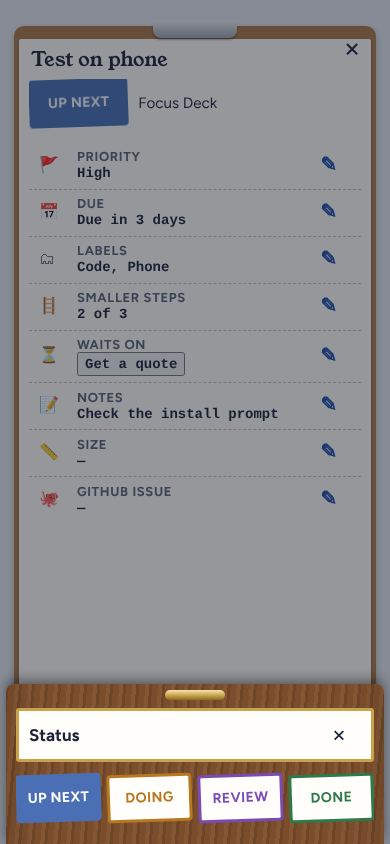 Test on phone
UP NEXT
Focus Deck
PRIORITY
High
DUE
Due in 3 days
LABELS
Code, Phone
SMALLER STEPS
2 of 3
WAITS ON
Get a quote
NOTES
Check the install prompt
SIZE
—
GITHUB ISSUE
—
Status
UP NEXT
DOING
REVIEW
DONE